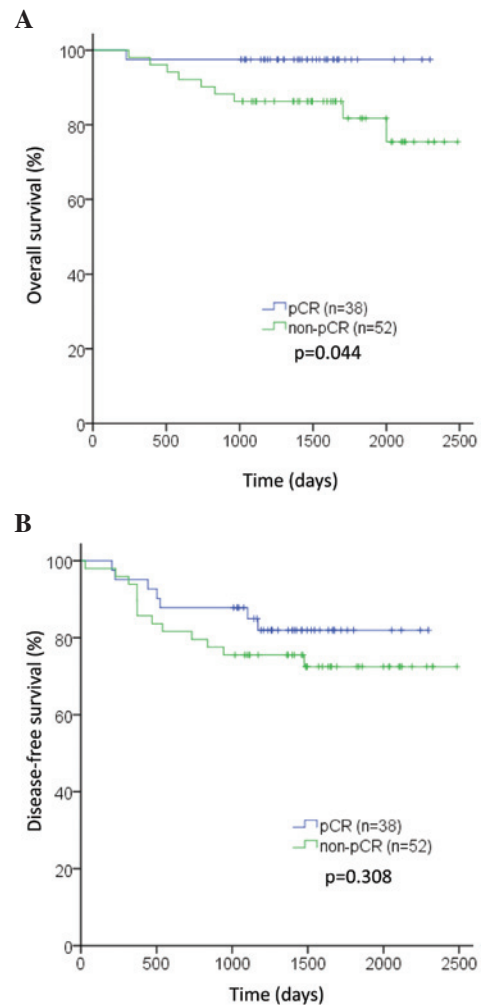 A
100
80
60
40
20
0
Overall survival (%)
pCR (n=38)
non-pCR (n=52)
p=0.044
0 500 1000 1500 2000 2500
Time (days)
B
100
80
60
40
20
0
Disease-free survival (%)
pCR (n=38)
non-pCR (n=52)
p=0.308
0 500 1000 1500 2000 2500
Time (days)